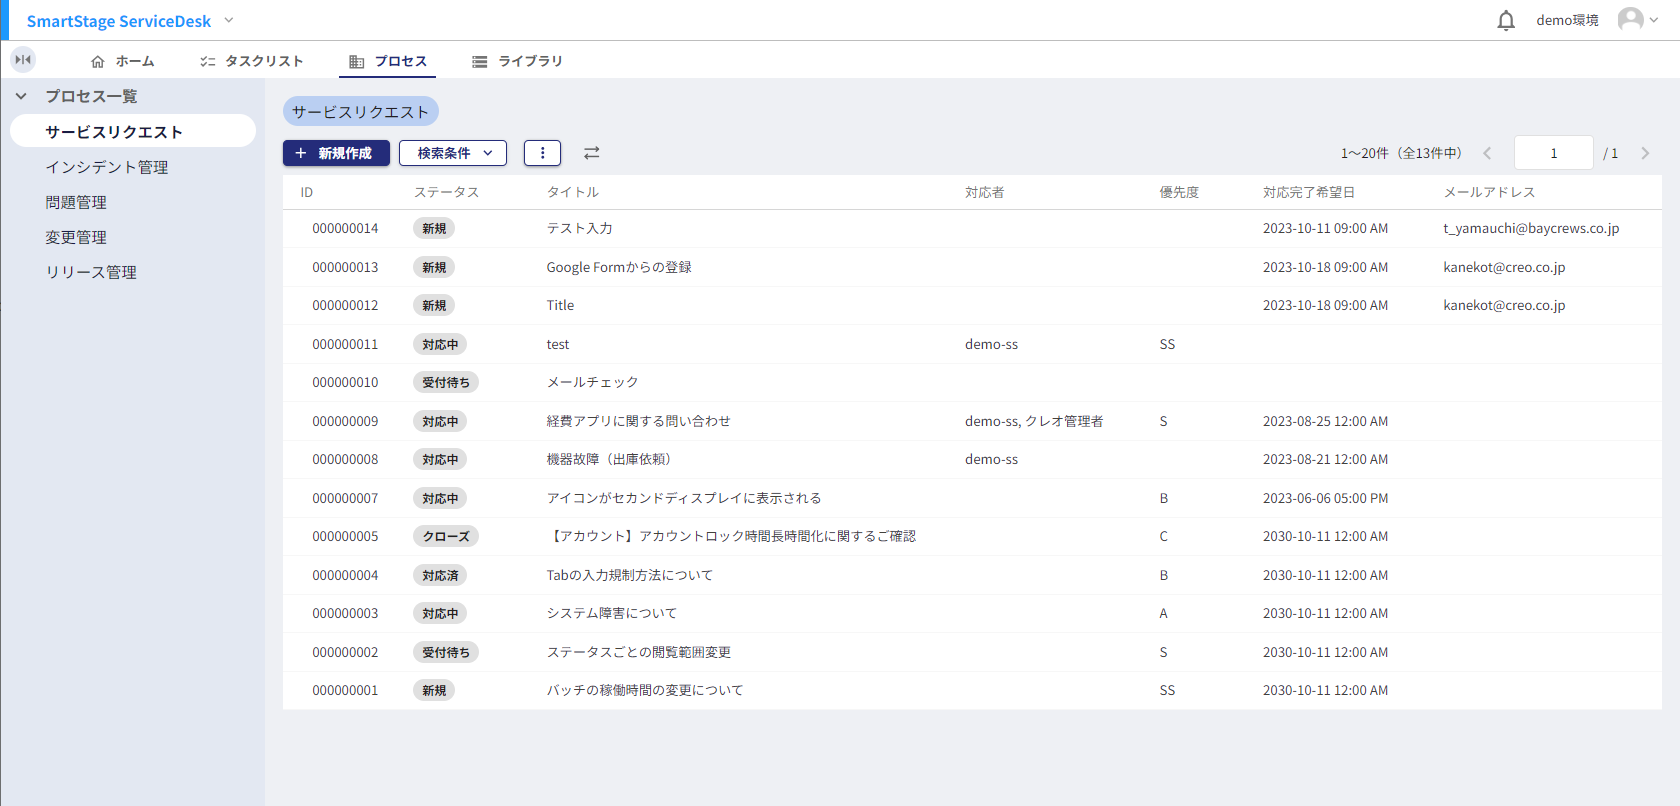 SmartStage ServiceDesk
demo環境
ホーム タスクリスト プロセス ライブラリ
プロセス一覧
サービスリクエスト
インシデント管理
問題管理
変更管理
リリース管理
サービスリクエスト
+ 新規作成 検索条件 1～20件（全13件中） 1 / 1
ID ステータス タイトル 対応者 優先度 対応完了希望日 メールアドレス
000000014 新規 テスト入力 2023-10-11 09:00 AM t_yamauchi@baycrews.co.jp
000000013 新規 Google Formからの登録 2023-10-18 09:00 AM kanekot@creo.co.jp
000000012 新規 Title 2023-10-18 09:00 AM kanekot@creo.co.jp
000000011 対応中 test demo-ss SS
000000010 受付待ち メールチェック
000000009 対応中 経費アプリに関する問い合わせ demo-ss, クレオ管理者 S 2023-08-25 12:00 AM
000000008 対応中 機器故障（出庫依頼） demo-ss 2023-08-21 12:00 AM
000000007 対応中 アイコンがセカンドディスプレイに表示される B 2023-06-06 05:00 PM
000000005 クローズ 【アカウント】アカウントロック時間長時間化に関するご確認 C 2030-10-11 12:00 AM
000000004 対応済 Tabの入力規制方法について B 2030-10-11 12:00 AM
000000003 対応中 システム障害について A 2030-10-11 12:00 AM
000000002 受付待ち ステータスごとの閲覧範囲変更 S 2030-10-11 12:00 AM
000000001 新規 バッチの稼働時間の変更について SS 2030-10-11 12:00 AM